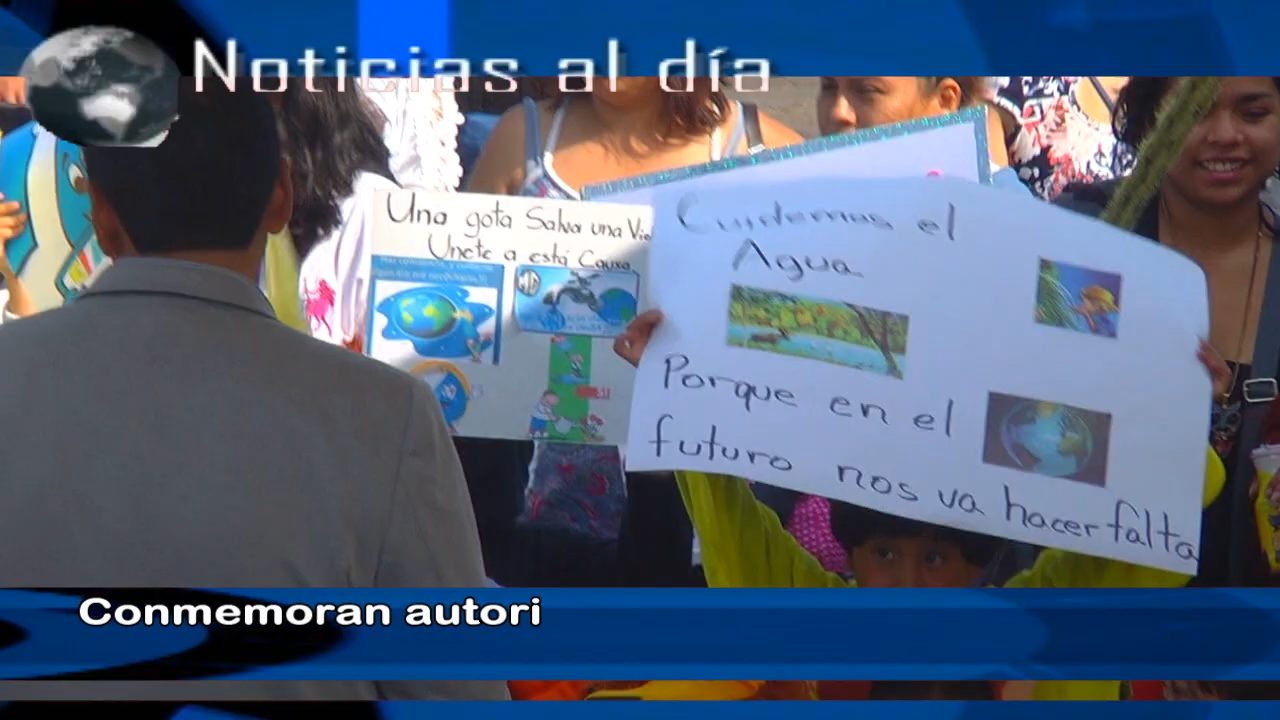 Noticias al día
Una gota Salva una
Unete a está Causa
Cuidemos el
Agua
Porque en el
futuro nos va hacer falta
Conmemoran autori